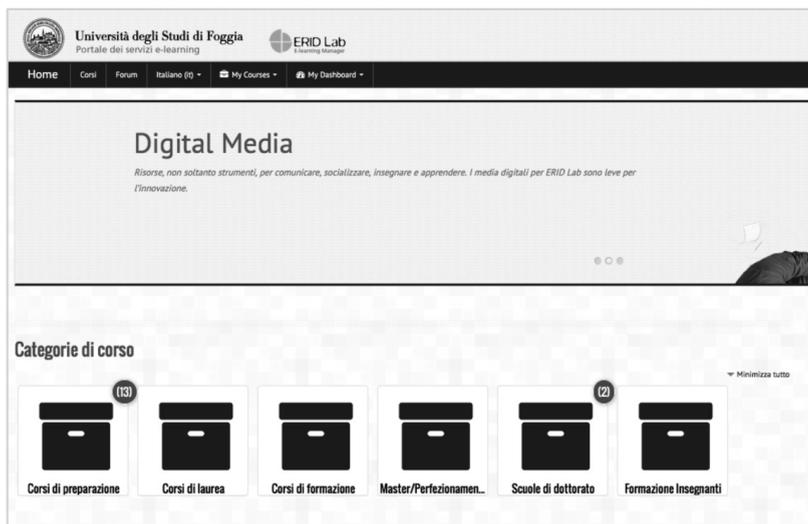 Università degli Studi di Foggia
Portale dei servizi e-learning
ERID Lab
E-learning Manager
Home Corsi Forum Italiano (it) My Courses My Dashboard
Digital Media
Risorse, non soltanto strumenti, per comunicare, socializzare, insegnare e apprendere. I media digitali per ERID Lab sono leve per
l'innovazione.
Categorie di corso
Minimizza tutto
(13) (2)
Corsi di preparazione Corsi di laurea Corsi di formazione Master/Perfezionamen... Scuole di dottorato Formazione Insegnanti